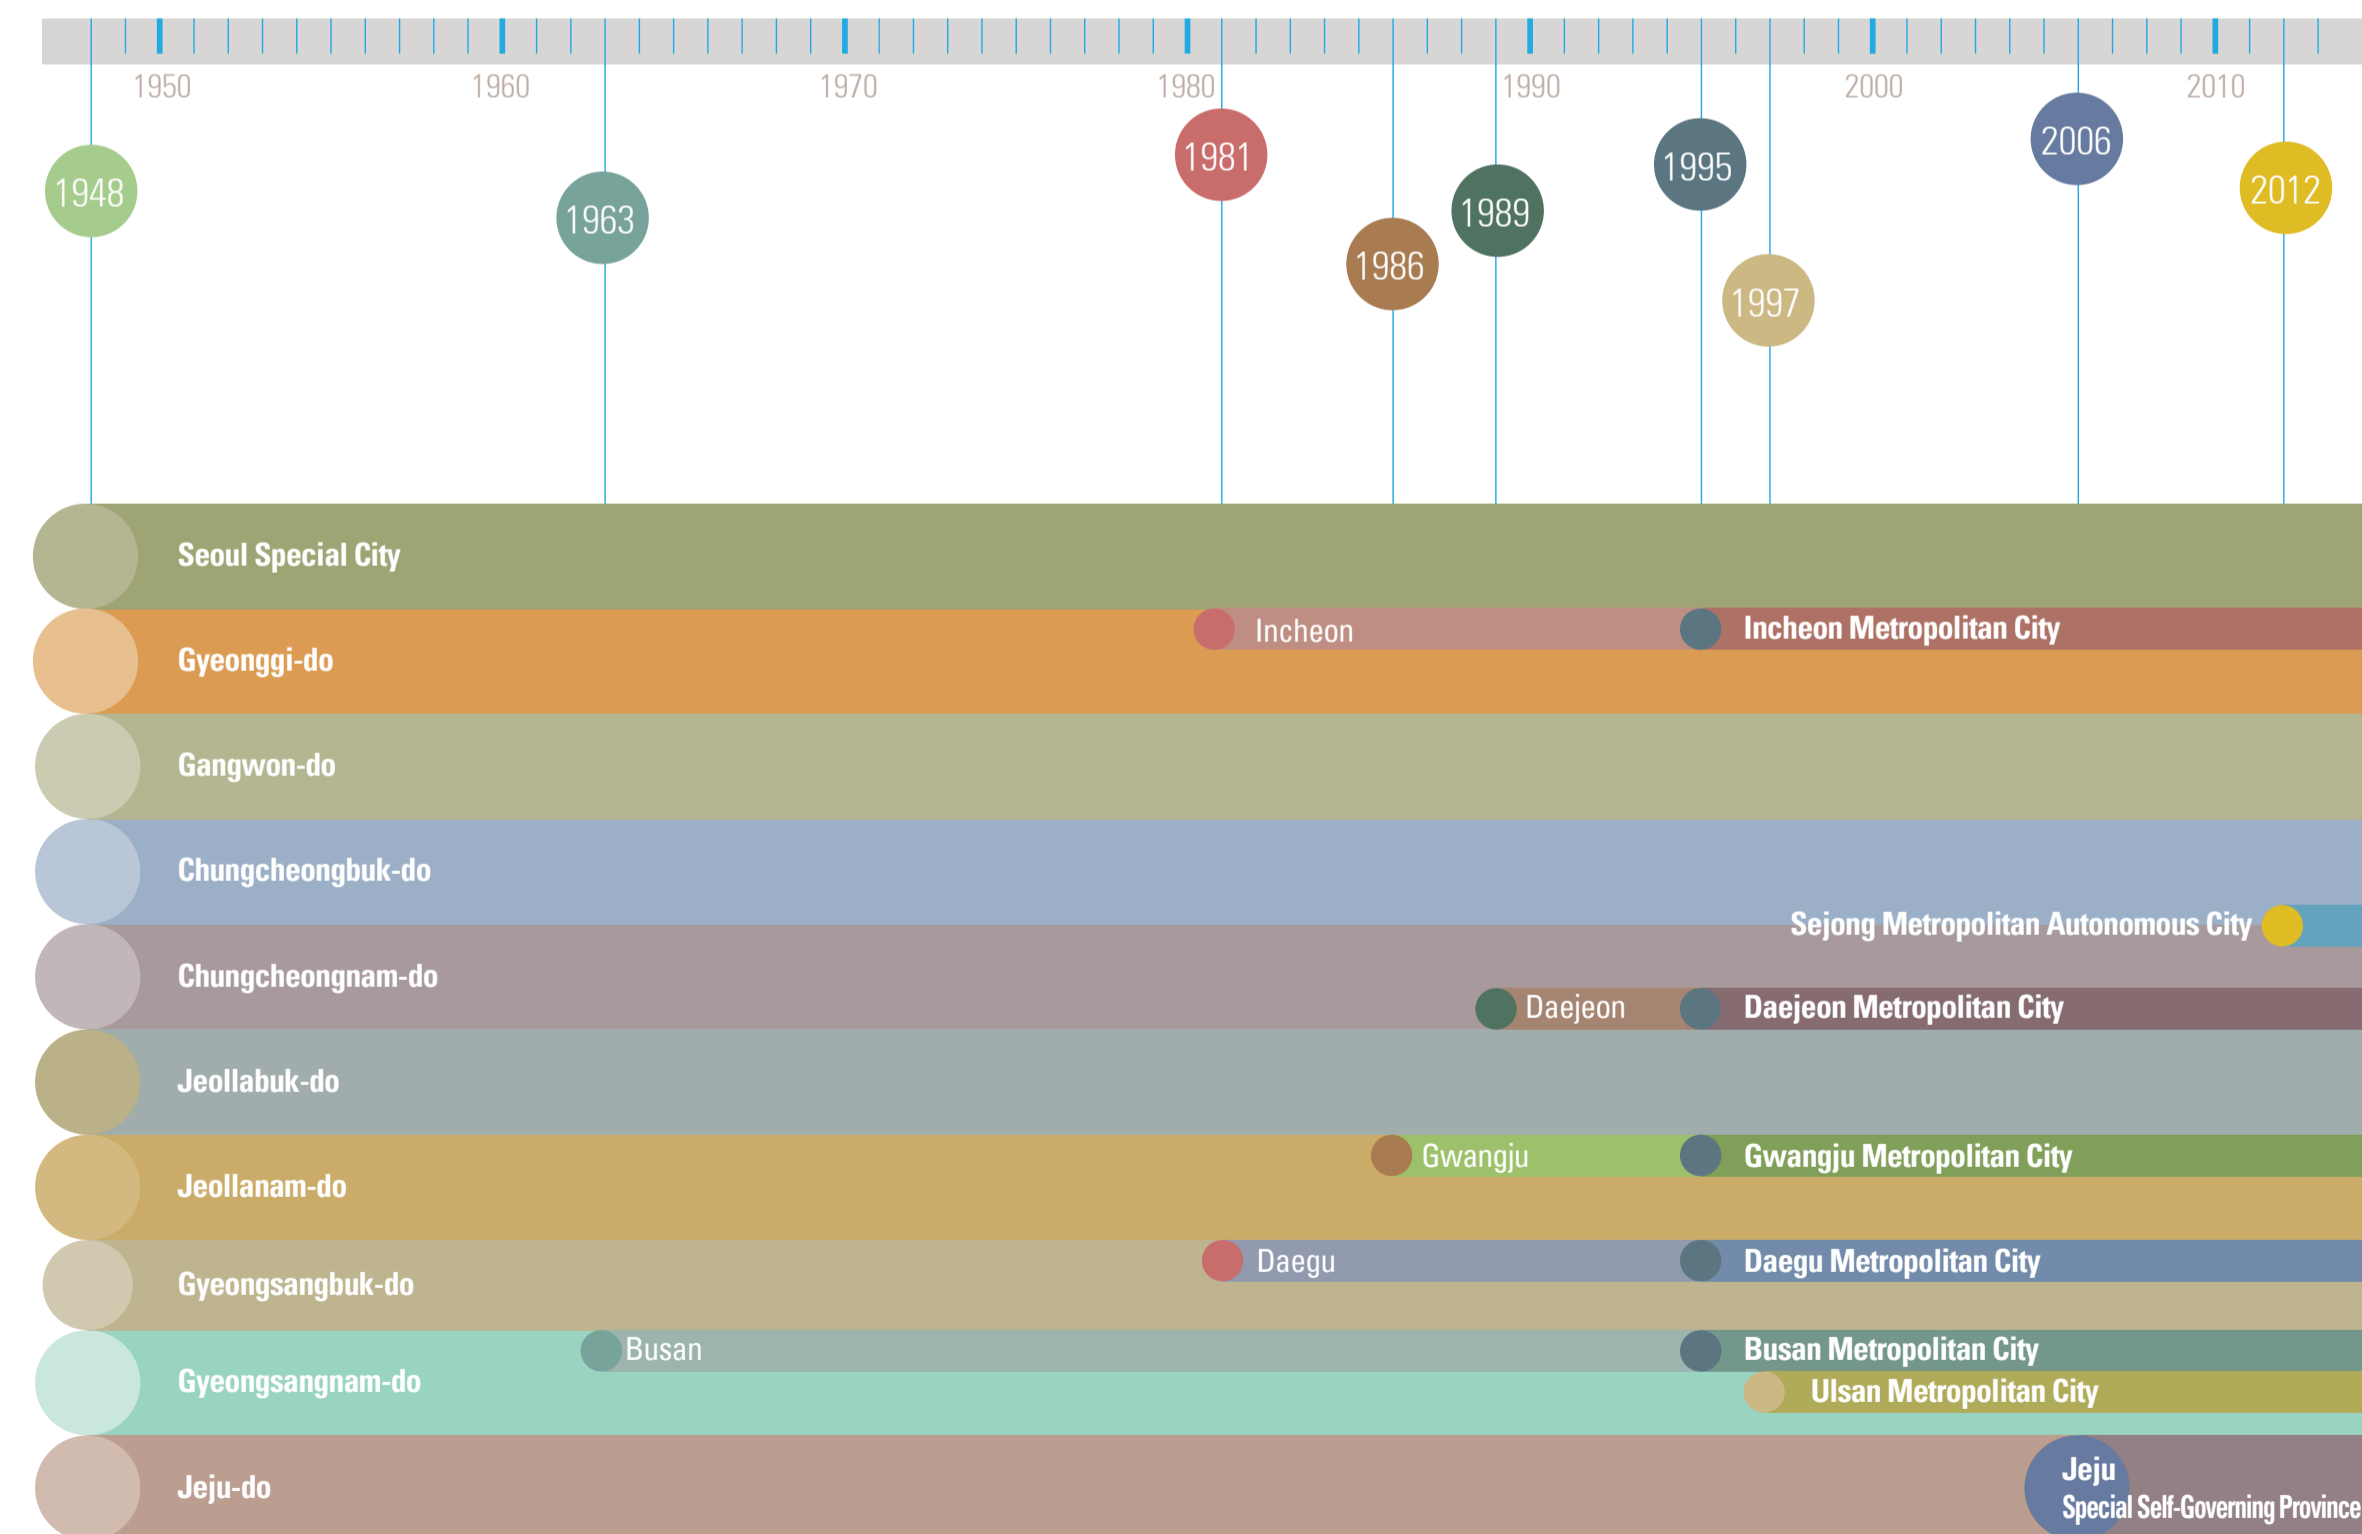 1950 1960 1970 1980 1990 2000 2010
1948
1963
1981
1986
1989
1995
1997
2006
2012
Seoul Special City
Incheon Incheon Metropolitan City
Gyeonggi-do
Gangwon-do
Chungcheongbuk-do
Sejong Metropolitan Autonomous City
Chungcheongnam-do
Daejeon Daejeon Metropolitan City
Jeollabuk-do
Gwangju Gwangju Metropolitan City
Jeollanam-do
Daegu Daegu Metropolitan City
Gyeongsangbuk-do
Busan Busan Metropolitan City
Gyeongsangnam-do
Ulsan Metropolitan City
Jeju-do
Jeju
Special Self-Governing Province